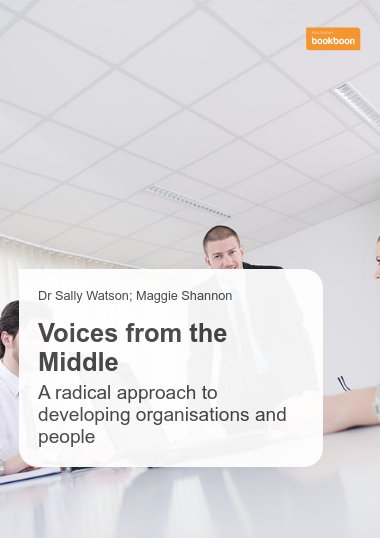 bookboon
Dr Sally Watson; Maggie Shannon
Voices from the
Middle
A radical approach to
developing organisations and
people